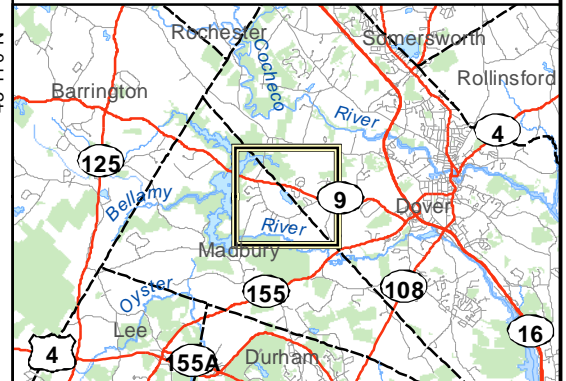 Rochester
Somersworth
Cocheco
Rollinsford
Barrington
River
4
125
Bellamy
9
Dover
River
Madbury
Oyster
155
108
Lee
16
4
155A
Durham